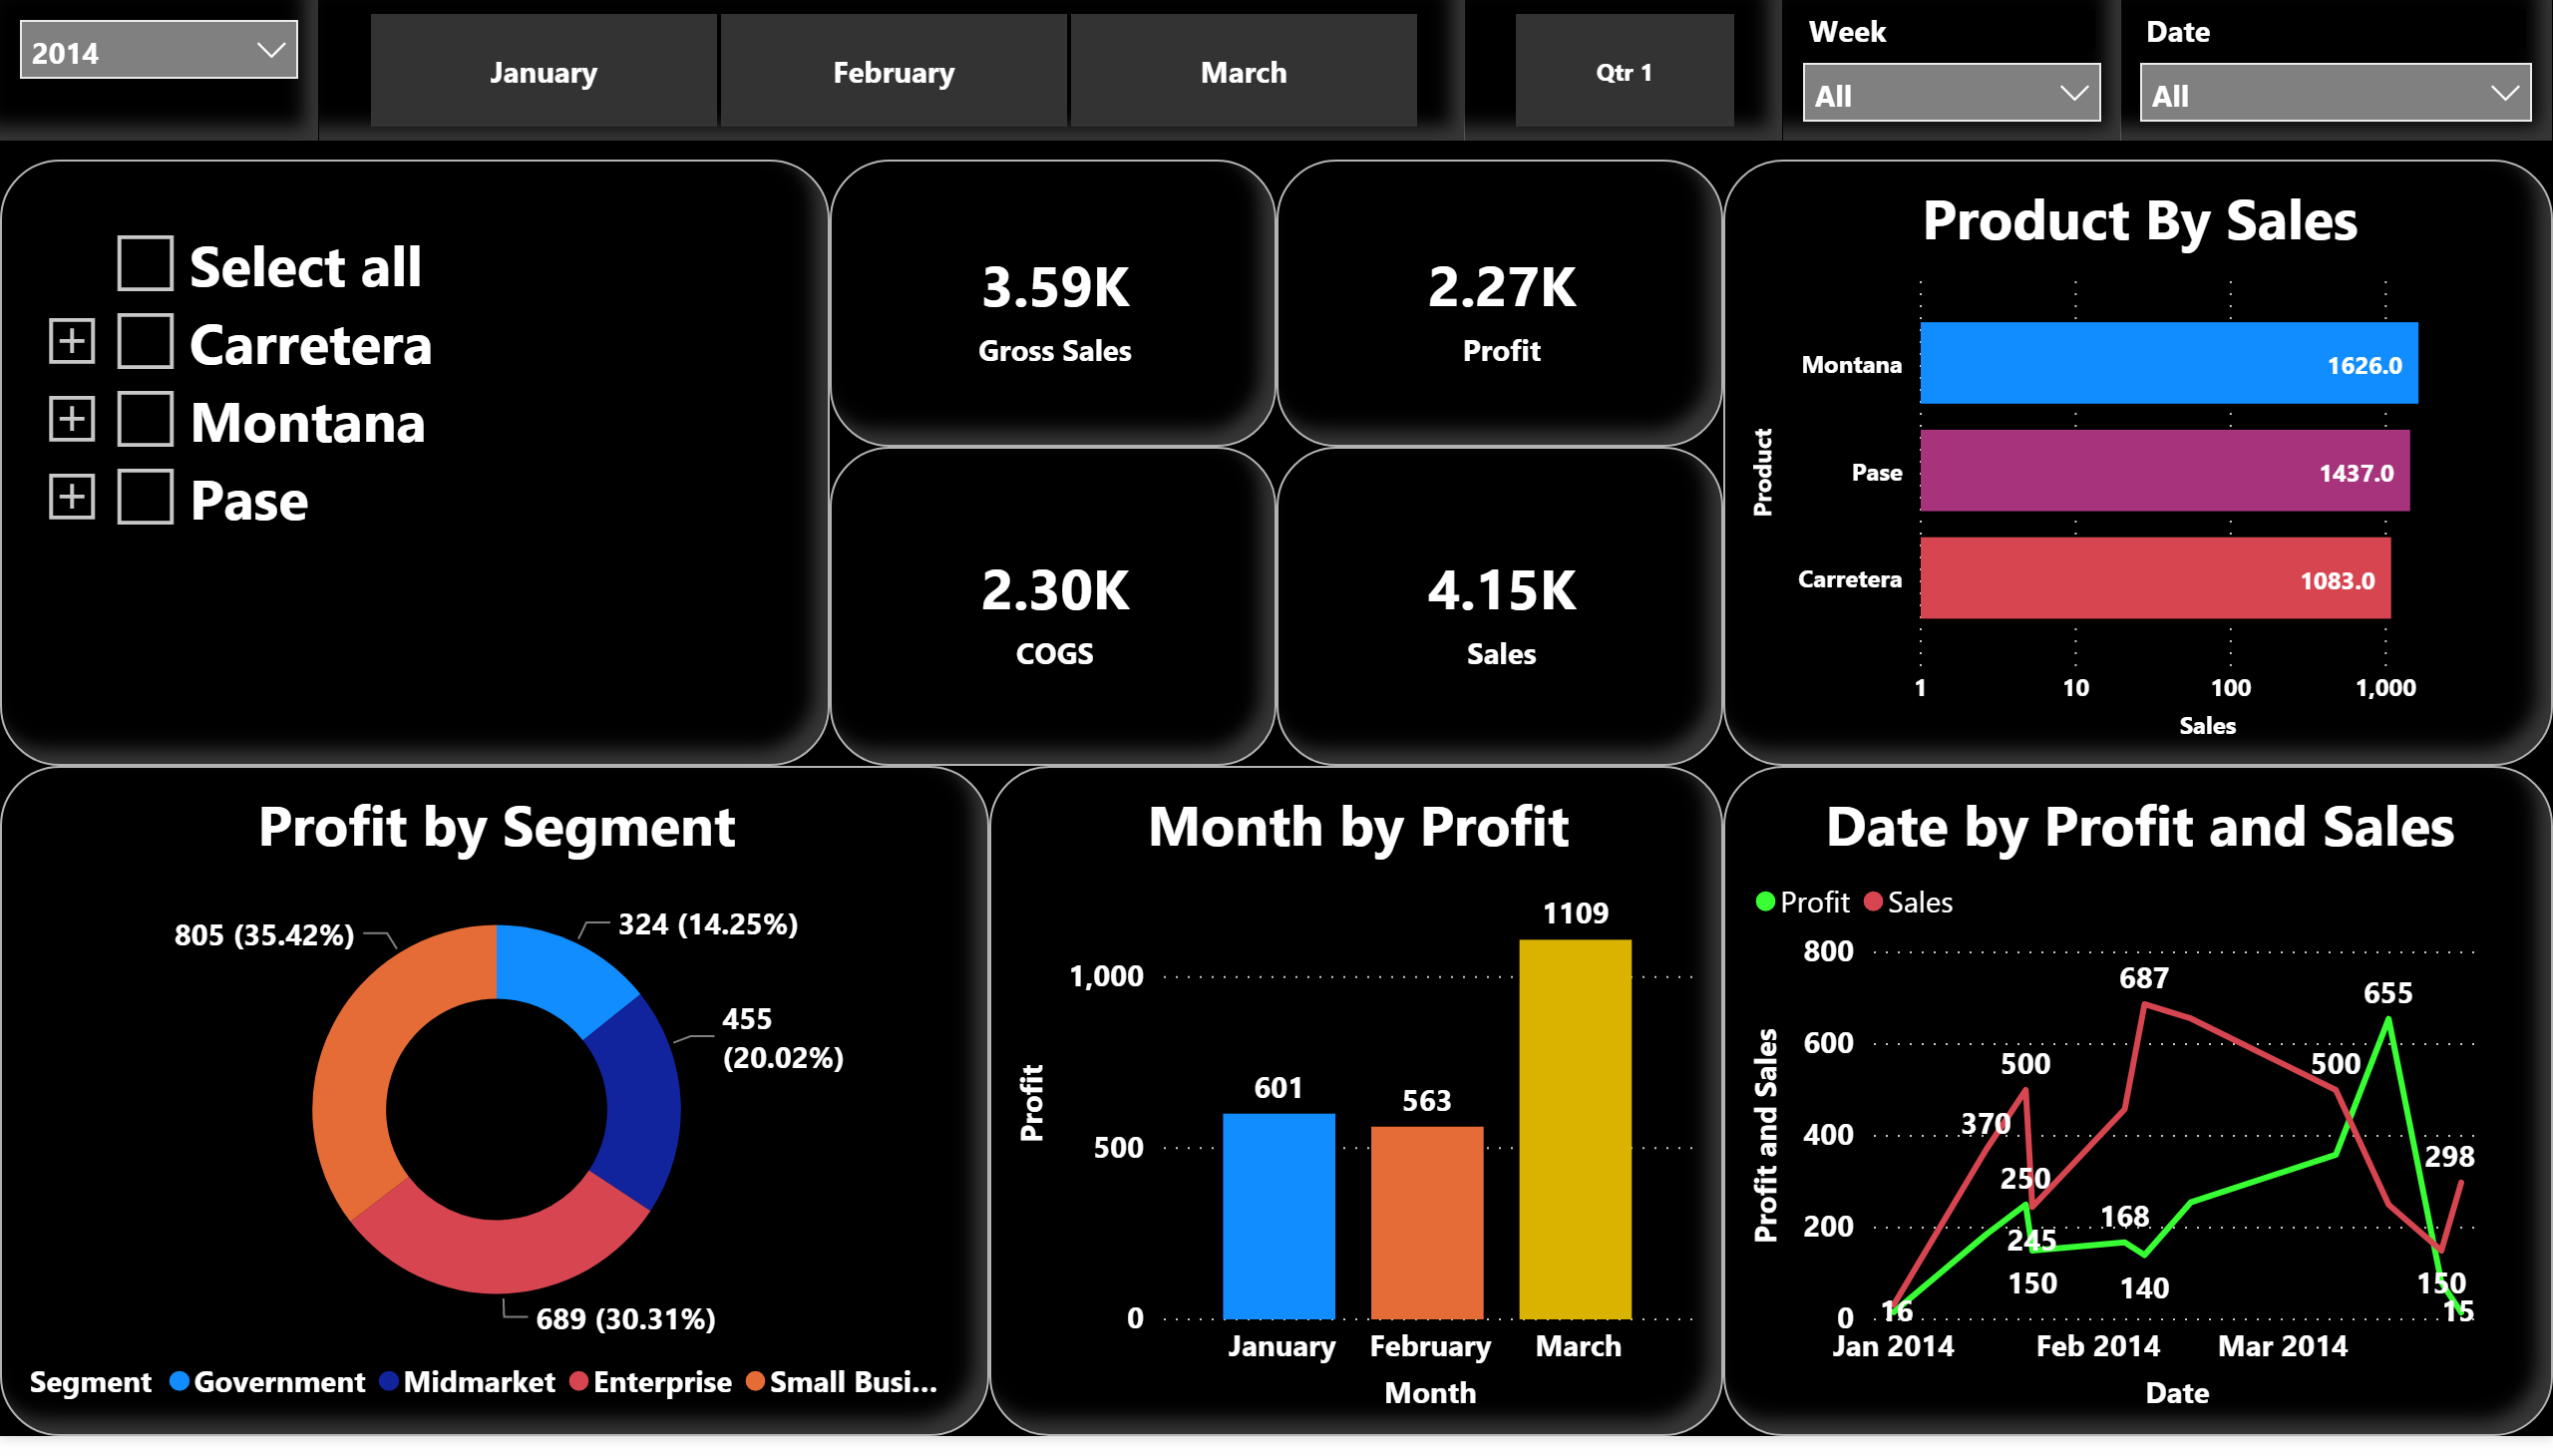 2014
January
February
March
Qtr 1
Week
All
Date
All
Select all
Carretera
Montana
Pase
3.59K
Gross Sales
2.27K
Profit
2.30K
COGS
4.15K
Sales
Product By Sales
Product
Montana
1626.0
Pase
1437.0
Carretera
1083.0
1 10 100 1,000
Sales
Profit by Segment
805 (35.42%)
324 (14.25%)
455
(20.02%)
689 (30.31%)
Segment Government Midmarket Enterprise Small Busi...
Month by Profit
Profit
1,000
500
0
1109
601
563
January February March
Month
Date by Profit and Sales
Profit Sales
Profit and Sales
800
600
400
200
0
687
655
500
500
370
298
250
168
245
150
140
150
16
15
Jan 2014 Feb 2014 Mar 2014
Date